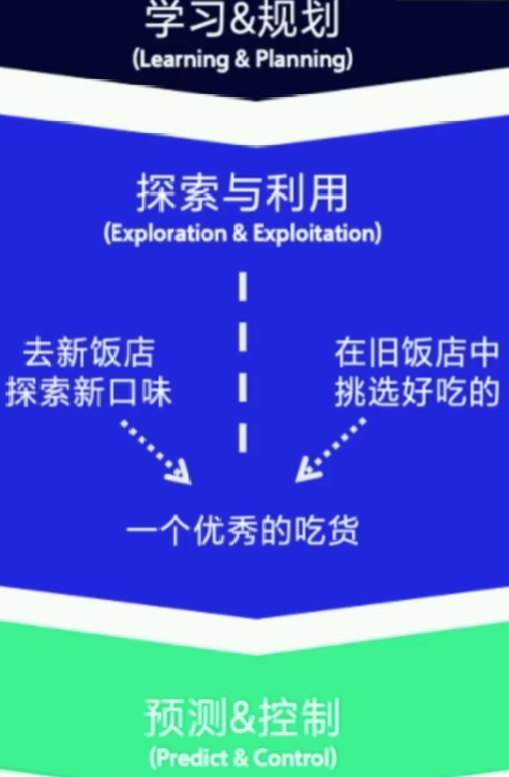 学习&规划
(Learning & Planning)
探索与利用
(Exploration & Exploitation)
去新饭店
探索新口味
在旧饭店中
挑选好吃的
一个优秀的吃货
预测&控制
(Predict & Control)